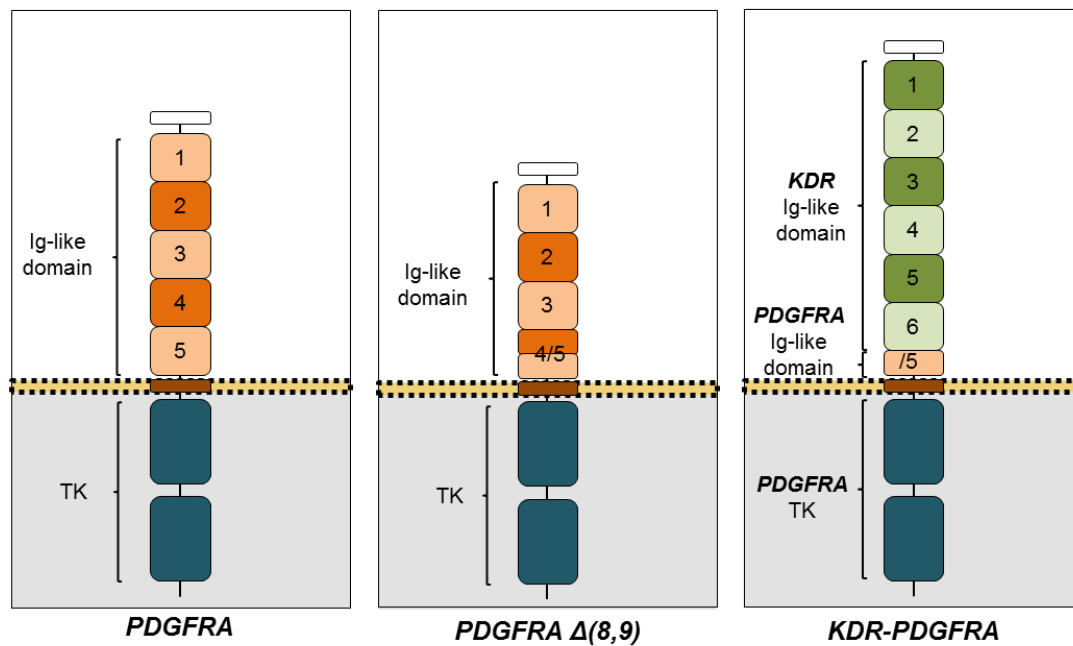 1
2
3
4
5
Ig-like
domain
TK
PDGFRA
1
2
3
4/5
Ig-like
domain
TK
PDGFRA Δ(8,9)
1
2
3
4
5
6
/5
KDR
Ig-like
domain
PDGFRA
Ig-like
domain
PDGFRA
TK
KDR-PDGFRA